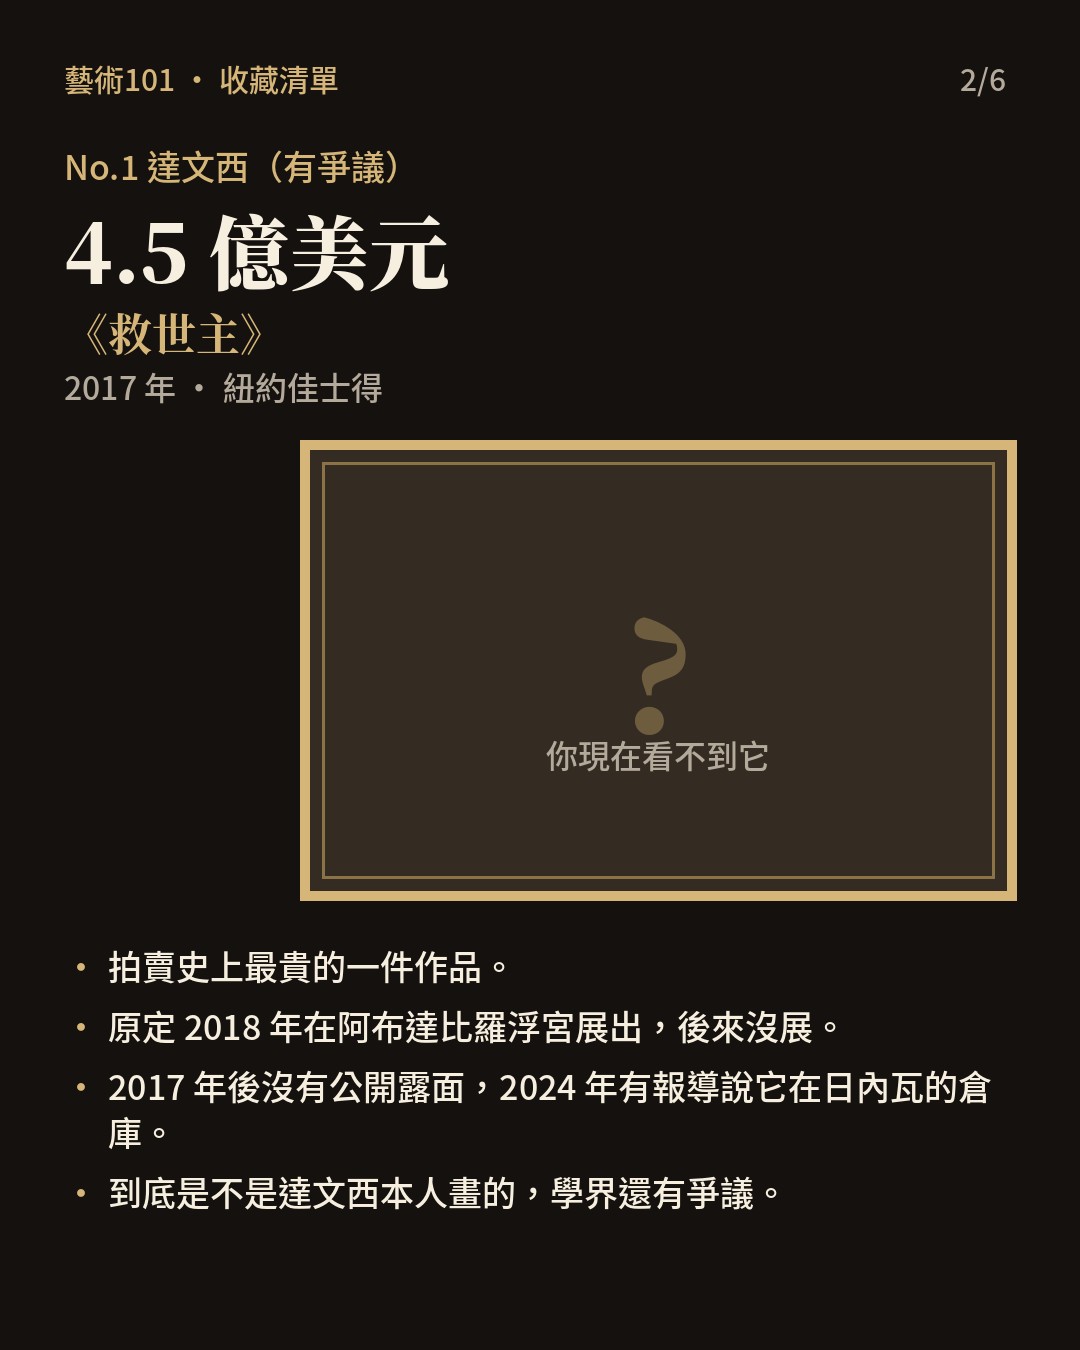 藝術101 · 收藏清單
2/6
No.1 達文西（有爭議）
4.5 億美元
《救世主》
2017 年 · 紐約佳士得
?
你現在看不到它
• 拍賣史上最貴的一件作品。
• 原定 2018 年在阿布達比羅浮宮展出，後來沒展。
• 2017 年後沒有公開露面，2024 年有報導說它在日內瓦的倉
庫。
• 到底是不是達文西本人畫的，學界還有爭議。